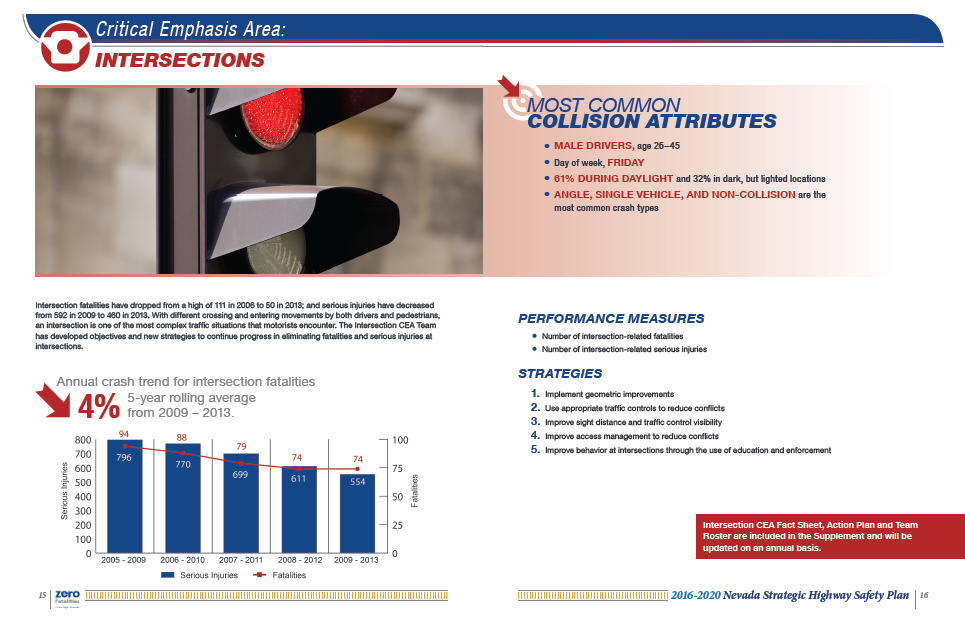 Critical Emphasis Area:
INTERSECTIONS
MOST COMMON
COLLISION ATTRIBUTES
• MALE DRIVERS, age 26–45
• Day of week, FRIDAY
• 61% DURING DAYLIGHT and 32% in dark, but lighted locations
• ANGLE, SINGLE VEHICLE, AND NON-COLLISION are the
most common crash types
Intersection fatalities have dropped from a high of 111 in 2006 to 50 in 2013; and serious injuries have decreased
from 592 in 2009 to 460 in 2013. With different crossing and entering movements by both drivers and pedestrians,
an intersection is one of the most complex traffic situations that motorists encounter. The Intersection CEA Team
has developed objectives and new strategies to continue progress in eliminating fatalities and serious injuries at
intersections.
Annual crash trend for intersection fatalities
4% 5-year rolling average
from 2009 – 2013.
800
700
600
500
400
300
200
100
0
Serious Injuries
94
88
79
74
74
796
770
699
611
554
100
75
50
25
0
Fatalities
2005 - 2009
2006 - 2010
2007 - 2011
2008 - 2012
2009 - 2013
Serious Injuries
Fatalities
PERFORMANCE MEASURES
• Number of intersection-related fatalities
• Number of intersection-related serious injuries
STRATEGIES
1. Implement geometric improvements
2. Use appropriate traffic controls to reduce conflicts
3. Improve sight distance and traffic control visibility
4. Improve access management to reduce conflicts
5. Improve behavior at intersections through the use of education and enforcement
Intersection CEA Fact Sheet, Action Plan and Team
Roster are included in the Supplement and will be
updated on an annual basis.
15
zero
Fatalities
2016-2020 Nevada Strategic Highway Safety Plan
16